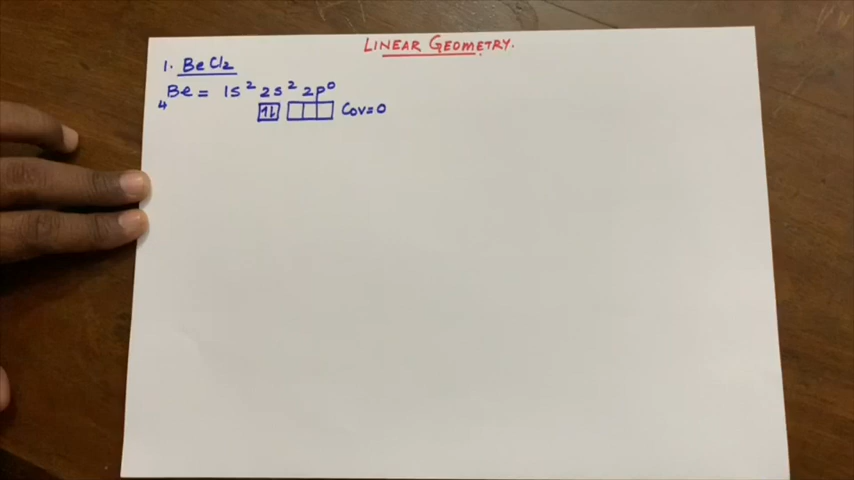 LINEAR GEOMETRY.
1. BeCl₂
₄Be = 1s² 2s² 2p⁰
↑↓ Cov=0